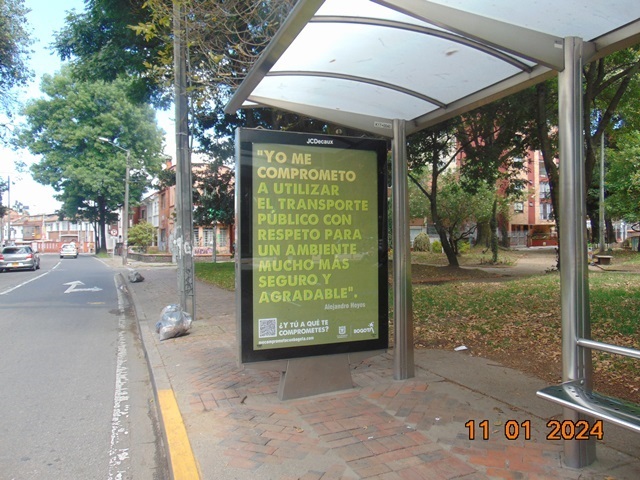 JCDecaux
"YO ME
COMPROMETO
A UTILIZAR
EL TRANSPORTE
PÚBLICO CON
RESPETO PARA
UN AMBIENTE
MUCHO MÁS
SEGURO Y
AGRADABLE".
Alejandra Hoyos
¿Y TÚ A QUÉ TE
COMPROMETES?
BOGOTÁ
11 01 2024